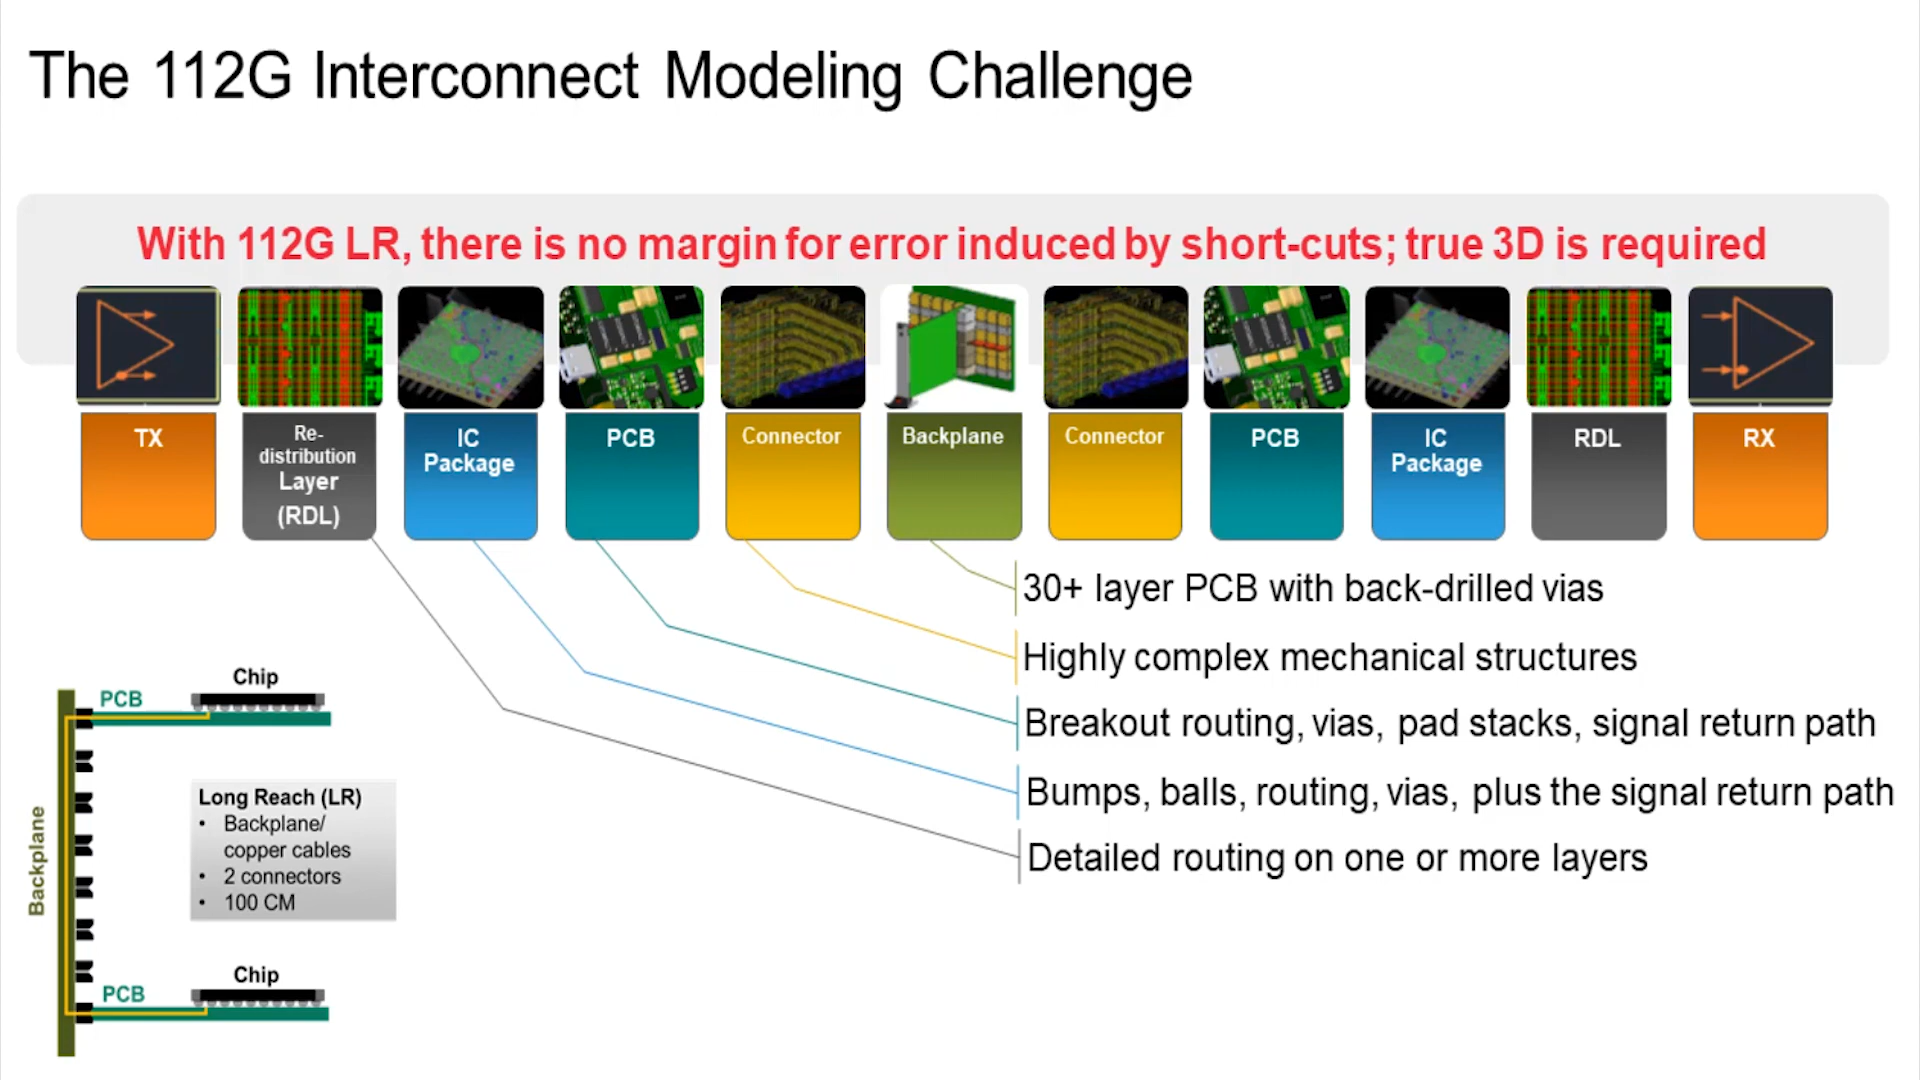 The 112G Interconnect Modeling Challenge
With 112G LR, there is no margin for error induced by short-cuts; true 3D is required
TX
Re-
distribution
Layer
(RDL)
IC
Package
PCB
Connector
Backplane
Connector
PCB
IC
Package
RDL
RX
30+ layer PCB with back-drilled vias
Highly complex mechanical structures
Breakout routing, vias, pad stacks, signal return path
Bumps, balls, routing, vias, plus the signal return path
Detailed routing on one or more layers
Chip
PCB
Backplane
Long Reach (LR)
• Backplane/
copper cables
• 2 connectors
• 100 CM
Chip
PCB